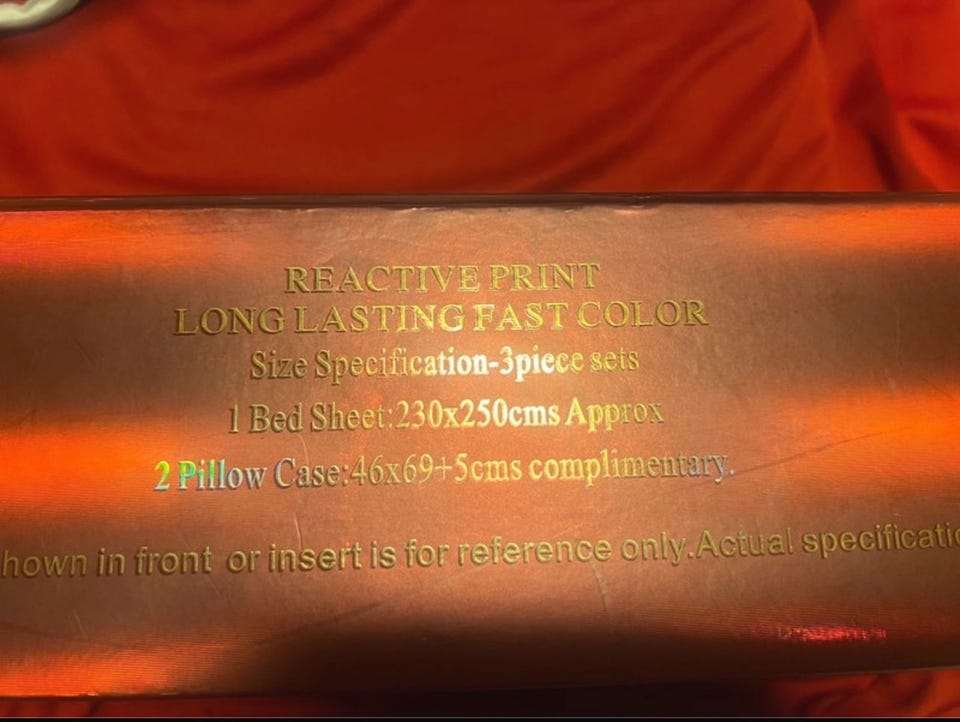 REACTIVE PRINT
LONG LASTING FAST COLOR
Size Specification-3piece sets
1 Bed Sheet:230x250cms Approx
2 Pillow Case:46x69+5cms complimentary.
hown in front or insert is for reference only.Actual specificatio